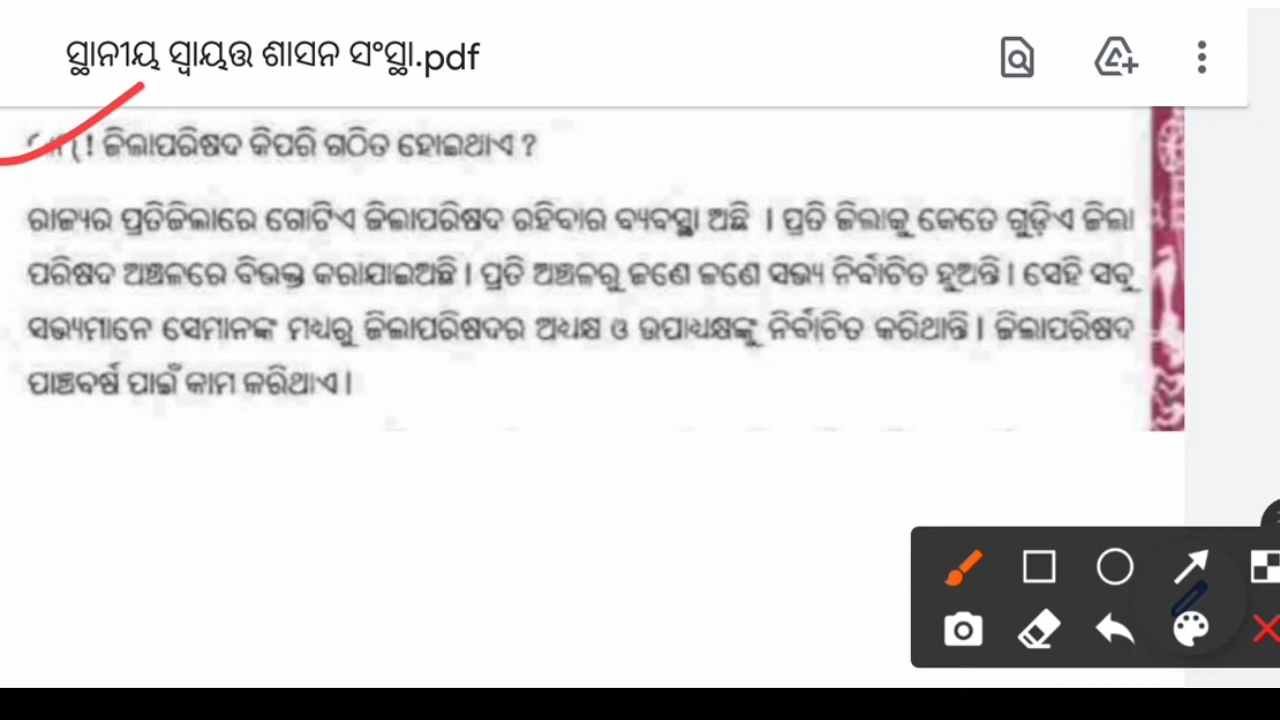 ସ୍ଥାନୀୟ ସ୍ୱାୟତ୍ତ ଶାସନ ସଂସ୍ଥା.pdf
! ଜିଲାପରିଷଦ କିପରି ଗଠିତ ହୋଇଥାଏ ?
ରାଜ୍ୟର ପ୍ରତିଜିଲାରେ ଗୋଟିଏ ଜିଲାପରିଷଦ ରହିବାର ବ୍ୟବସ୍ଥା ଅଛି । ପ୍ରତି ଜିଲାକୁ କେତେ ଗୁଡ଼ିଏ ଜିଲା
ପରିଷଦ ଅଞ୍ଚଳରେ ବିଭକ୍ତ କରାଯାଇଅଛି । ପ୍ରତି ଅଞ୍ଚଳରୁ ଜଣେ ଜଣେ ସଭ୍ୟ ନିର୍ବାଚିତ ହୁଅନ୍ତି । ସେହି ସବୁ
ସଭ୍ୟମାନେ ସେମାନଙ୍କ ମଧ୍ୟରୁ ଜିଲାପରିଷଦର ଅଧ୍ୟକ୍ଷ ଓ ଉପାଧ୍ୟକ୍ଷଙ୍କୁ ନିର୍ବାଚିତ କରିଥାନ୍ତି । ଜିଲାପରିଷଦ
ପାଞ୍ଚବର୍ଷ ପାଇଁ କାମ କରିଥାଏ ।